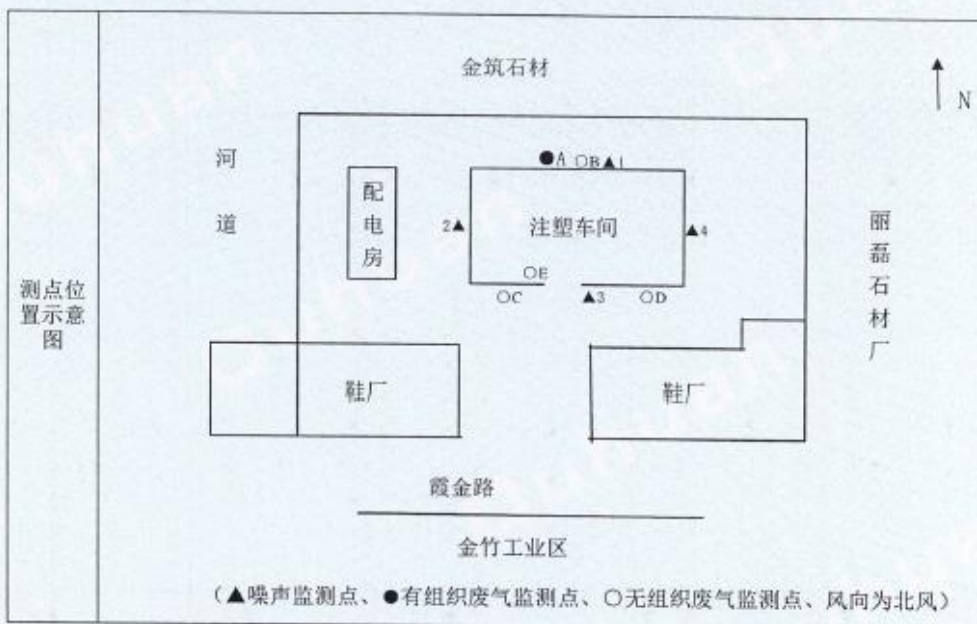 金筑石材
N
河
道
●A ○B▲1
配
电
房
2▲
注塑车间
▲4
丽
磊
石
材
厂
○E
○C
▲3
○D
测点位
置示意
图
鞋厂
鞋厂
霞金路
金竹工业区
（▲噪声监测点、●有组织废气监测点、○无组织废气监测点、风向为北风）